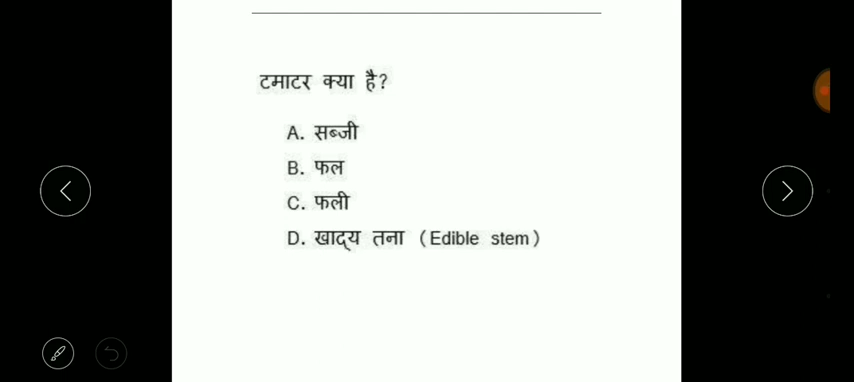 टमाटर क्या है?
A. सब्जी
B. फल
C. फली
D. खाद्य तना (Edible stem)